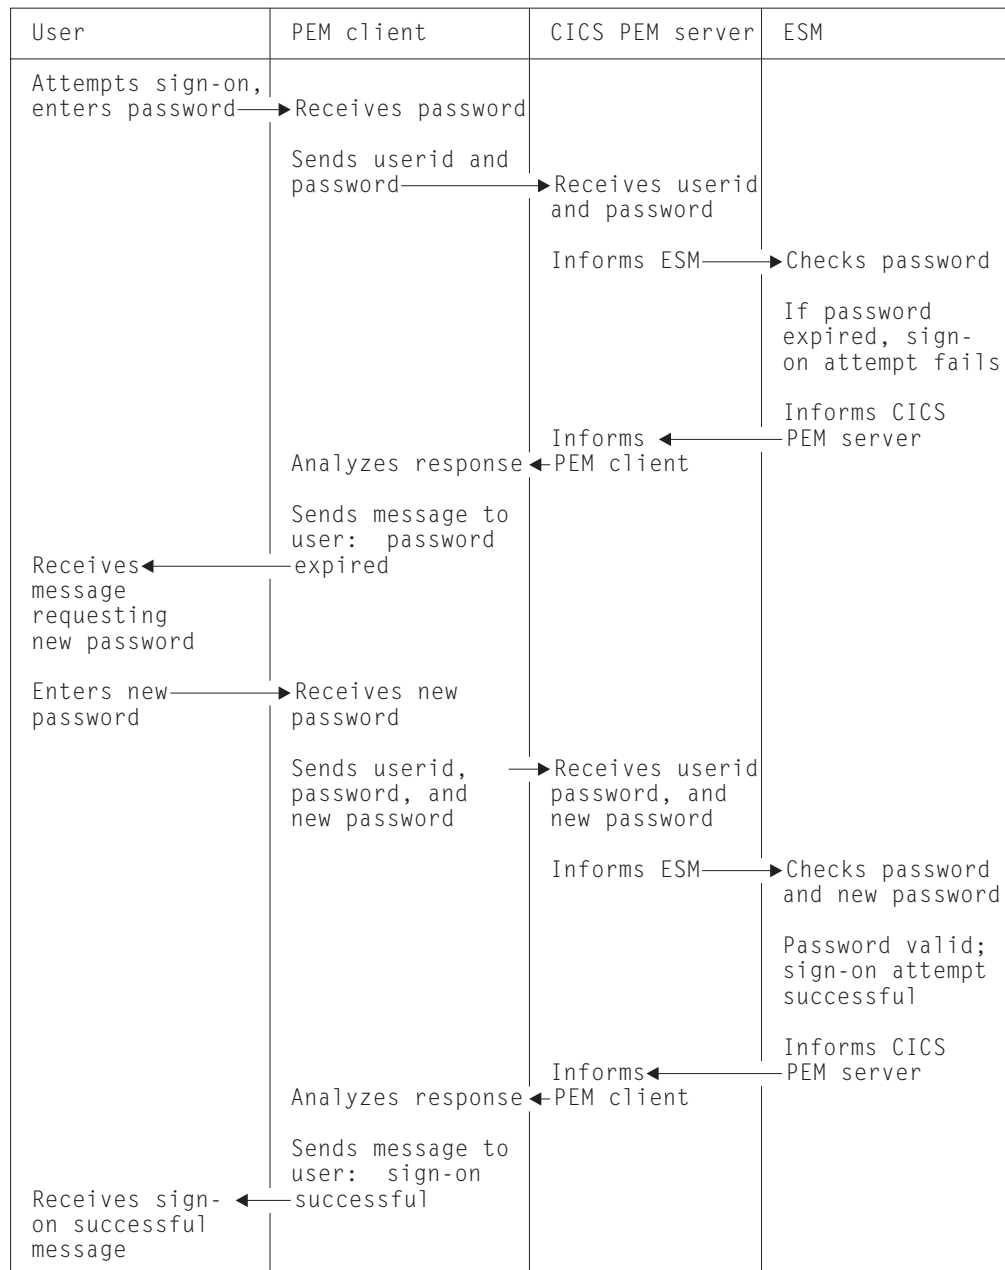 User PEM client CICS PEM server ESM
Attempts sign-on,
enters password Receives password
Sends userid and
password Receives userid
and password
Informs ESM Checks password
If password
expired, sign-
on attempt fails
Informs CICS
Informs PEM server
Analyzes response PEM client
Sends message to
user: password
Receives expired
message
requesting
new password
Enters new Receives new
password password
Sends userid, Receives userid
password, and password, and
new password new password
Informs ESM Checks password
and new password
Password valid;
sign-on attempt
successful
Informs CICS
Informs PEM server
Analyzes response PEM client
Sends message to
user: sign-on
Receives sign- successful
on successful
message